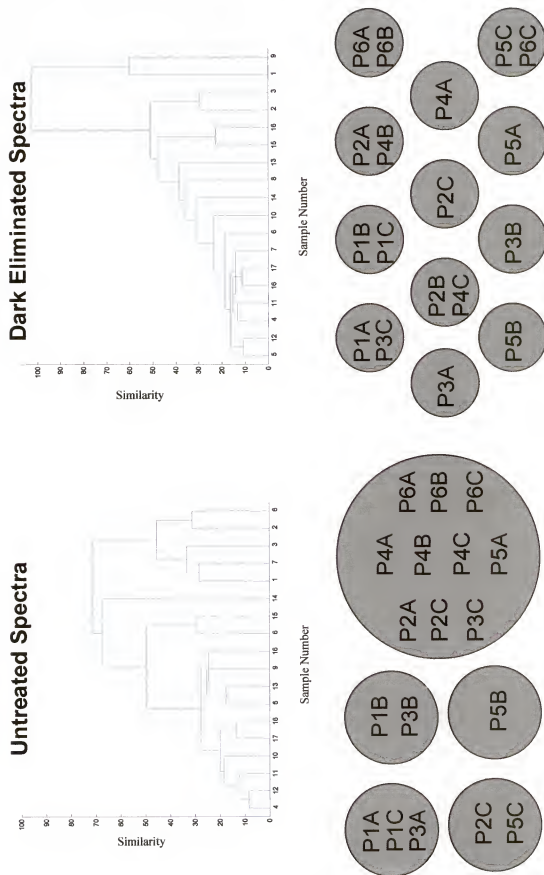 Untreated Spectra
100
90
80
70
60
50
40
30
20
10
0
Similarity
4 12 11 10 17 5 13 9 16 15 14 1 7 3 2
Sample Number
P1A
P1C
P3A
P1B
P3B
P2C
P5C
P5B
P2A P4A P6A
P2C P4B P6B
P3C P4C P6C
P5A
Dark Eliminated Spectra
100
90
80
70
60
50
40
30
20
10
0
Similarity
5 12 4 11 17 7 6 10 14 8 13 15 2 3 1 9
Sample Number
P1A
P3C
P1B
P1C
P2A
P4B
P6A
P6B
P3A
P2B
P4C
P2C
P4A
P5B
P3B
P5A
P5C
P6C